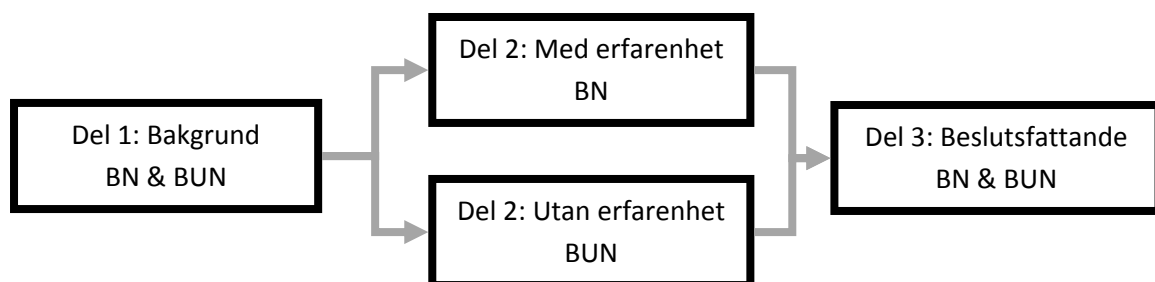 Del 1: Bakgrund
BN & BUN
Del 2: Med erfarenhet
BN
Del 2: Utan erfarenhet
BUN
Del 3: Beslutsfattande
BN & BUN